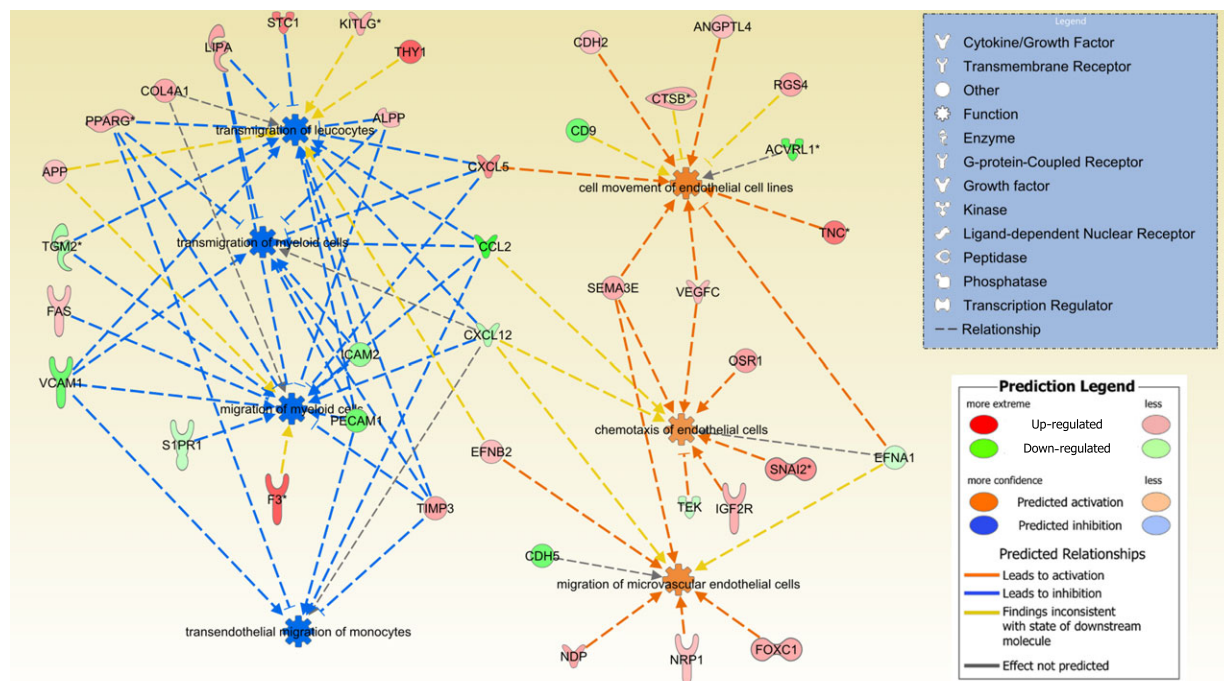 STC1
KITLG*
LIPA
THY1
COL4A1
PPARG*
transmigration of leucocytes
ALPP
APP
CXCL5
TGM2*
transmigration of myeloid cells
CCL2
FAS
CXCL12
VCAM1
ICAM2
migration of myeloid cells
PECAM1
S1PR1
EFNB2
F3*
TIMP3
transendothelial migration of monocytes
CDH2
ANGPTL4
CTSB*
RGS4
CD9
ACVRL1*
cell movement of endothelial cell lines
TNC*
SEMA3E
VEGFC
OSR1
chemotaxis of endothelial cells
EFNA1
SNAI2*
TEK
IGF2R
CDH5
migration of microvascular endothelial cells
NDP
NRP1
FOXC1
Legend
Cytokine/Growth Factor
Transmembrane Receptor
Other
Function
Enzyme
G-protein-Coupled Receptor
Growth factor
Kinase
Ligand-dependent Nuclear Receptor
Peptidase
Phosphatase
Transcription Regulator
Relationship
Prediction Legend
more extreme less
Up-regulated
Down-regulated
more confidence less
Predicted activation
Predicted inhibition
Predicted Relationships
Leads to activation
Leads to inhibition
Findings inconsistent
with state of downstream
molecule
Effect not predicted